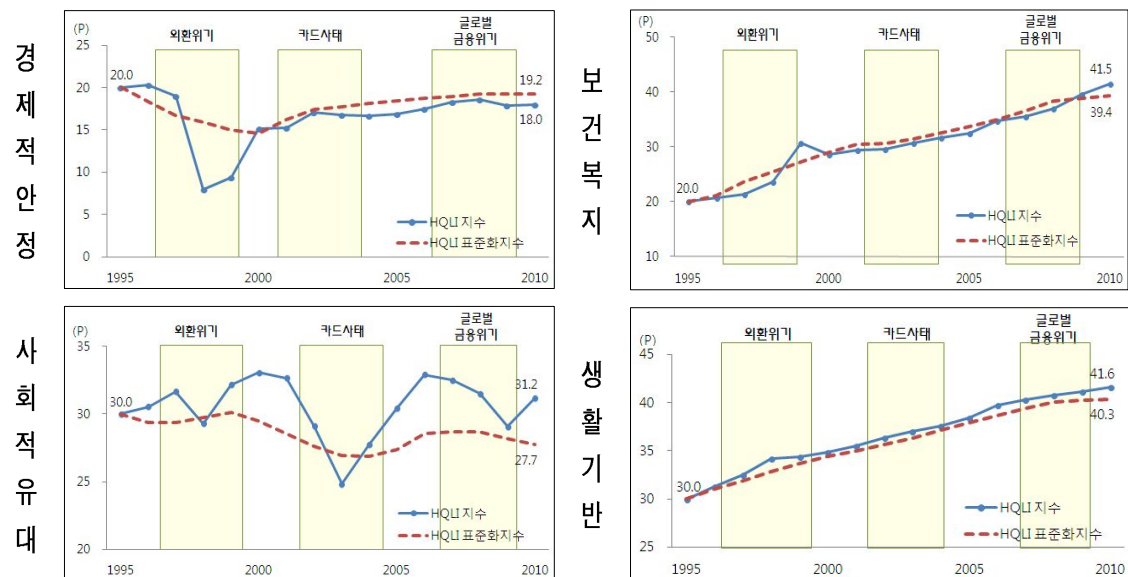 경제적안정
(P)
외환위기
카드사태
글로벌
금융위기
25
20
15
10
5
0
20.0
19.2
18.0
HQLI 지수
HQLI 표준화지수
1995
2000
2005
2010
보건복지
(P)
외환위기
카드사태
글로벌
금융위기
50
40
30
20
10
20.0
41.5
39.4
HQLI 지수
HQLI 표준화지수
1995
2000
2005
2010
사회적유대
(P)
외환위기
카드사태
글로벌
금융위기
35
30
25
20
30.0
31.2
27.7
HQLI 지수
HQLI 표준화지수
1995
2000
2005
2010
생활기반
(P)
외환위기
카드사태
글로벌
금융위기
45
40
35
30
25
30.0
41.6
40.3
HQLI 지수
HQLI 표준화지수
1995
2000
2005
2010